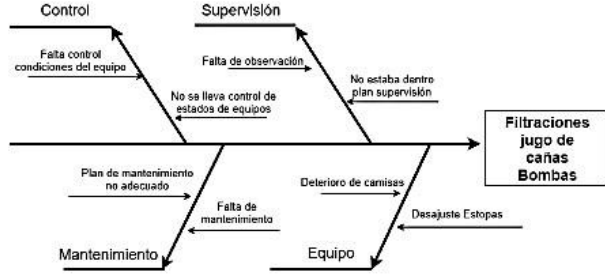 Control
Supervisión
Falta control
condiciones del equipo
Falta de observación
No se lleva control de
estados de equipos
No estaba dentro
plan supervisión
Filtraciones
jugo de
cañas
Bombas
Plan de mantenimiento
no adecuado
Falta de
mantenimiento
Deterioro de camisas
Desajuste Estopas
Mantenimiento
Equipo